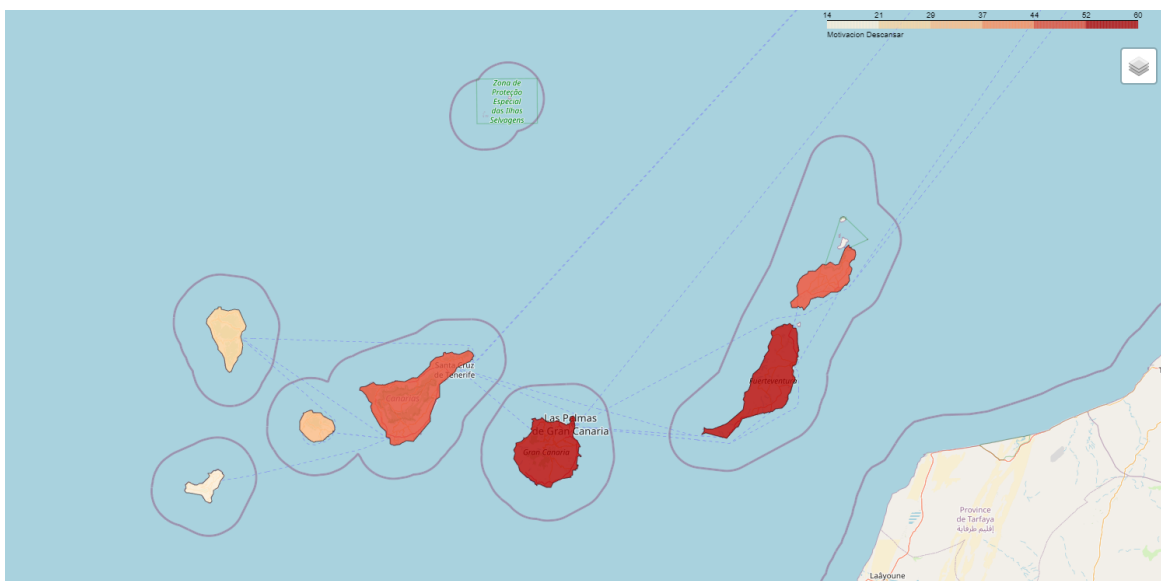 14 21 29 37 44 52 60
Motivacion Descansar
Zona de
Proteção
Especial
das Ilhas
Selvagens
Santa Cruz
de Tenerife
Canarias
Las Palmas
de Gran Canaria
Gran Canaria
Fuerteventura
Province
de Tarfaya
إقليم طرفاية
Laâyoune